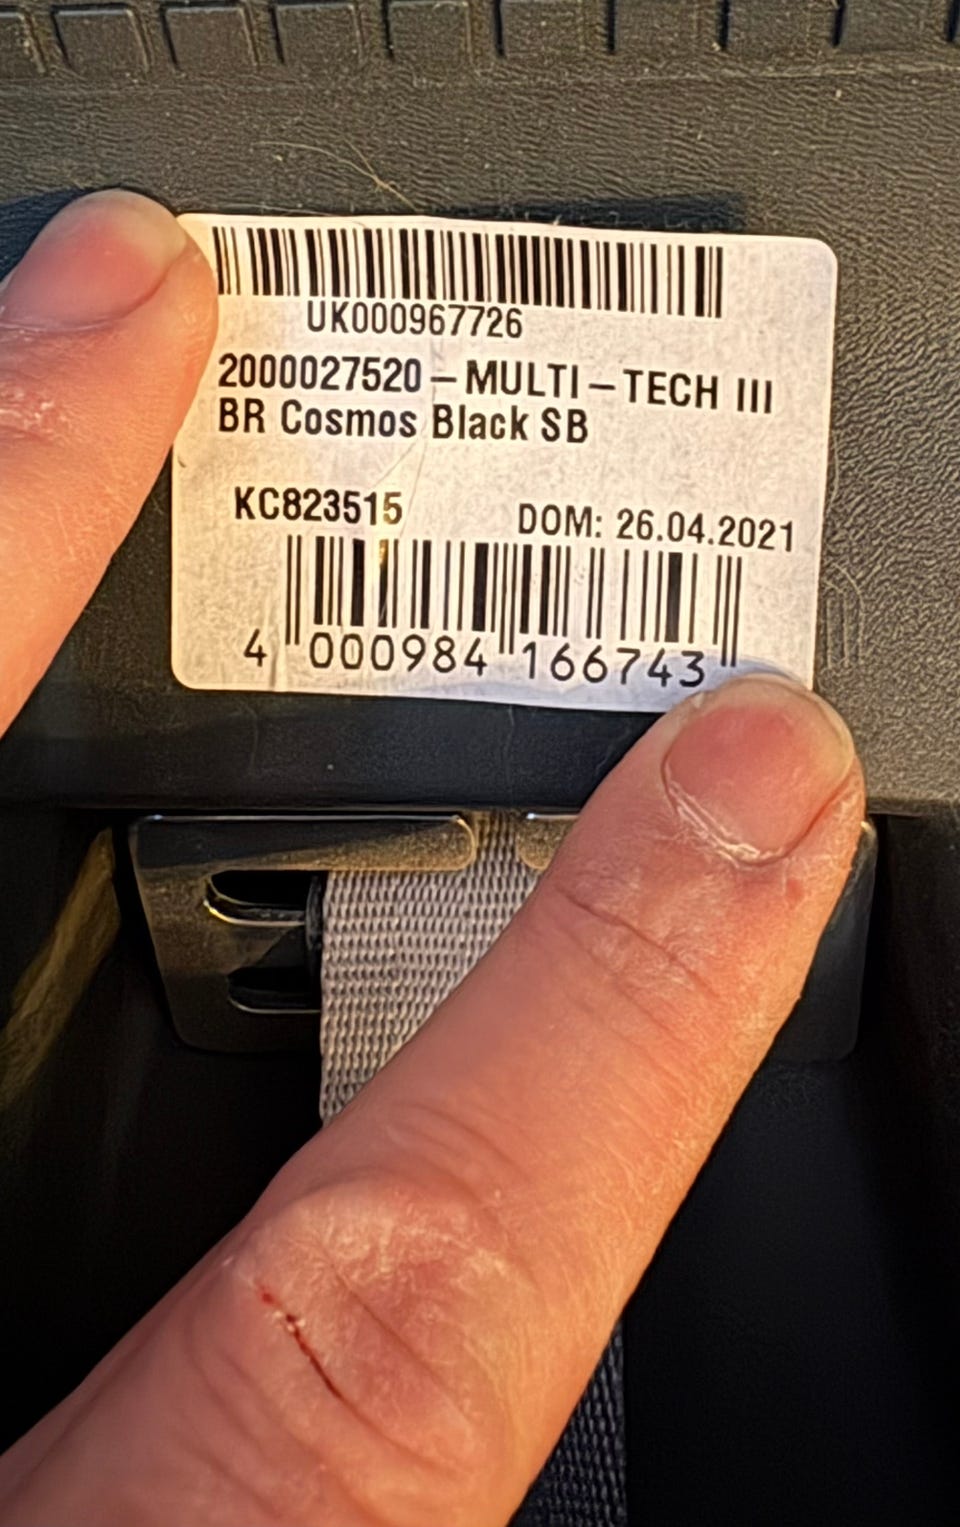 UK000967726
2000027520 – MULTI – TECH III
BR Cosmos Black SB
KC823515 DOM: 26.04.2021
4 000984 166743